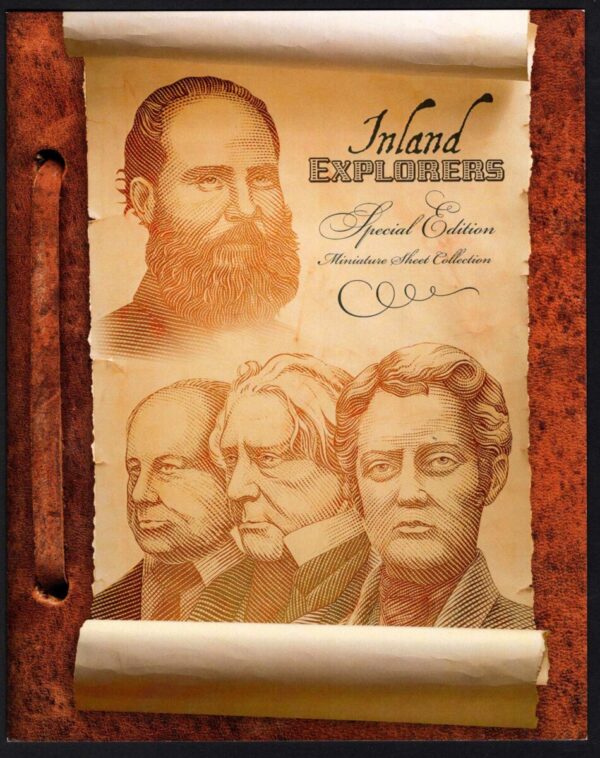 Inland
EXPLORERS
Special Edition
Miniature Sheet Collection